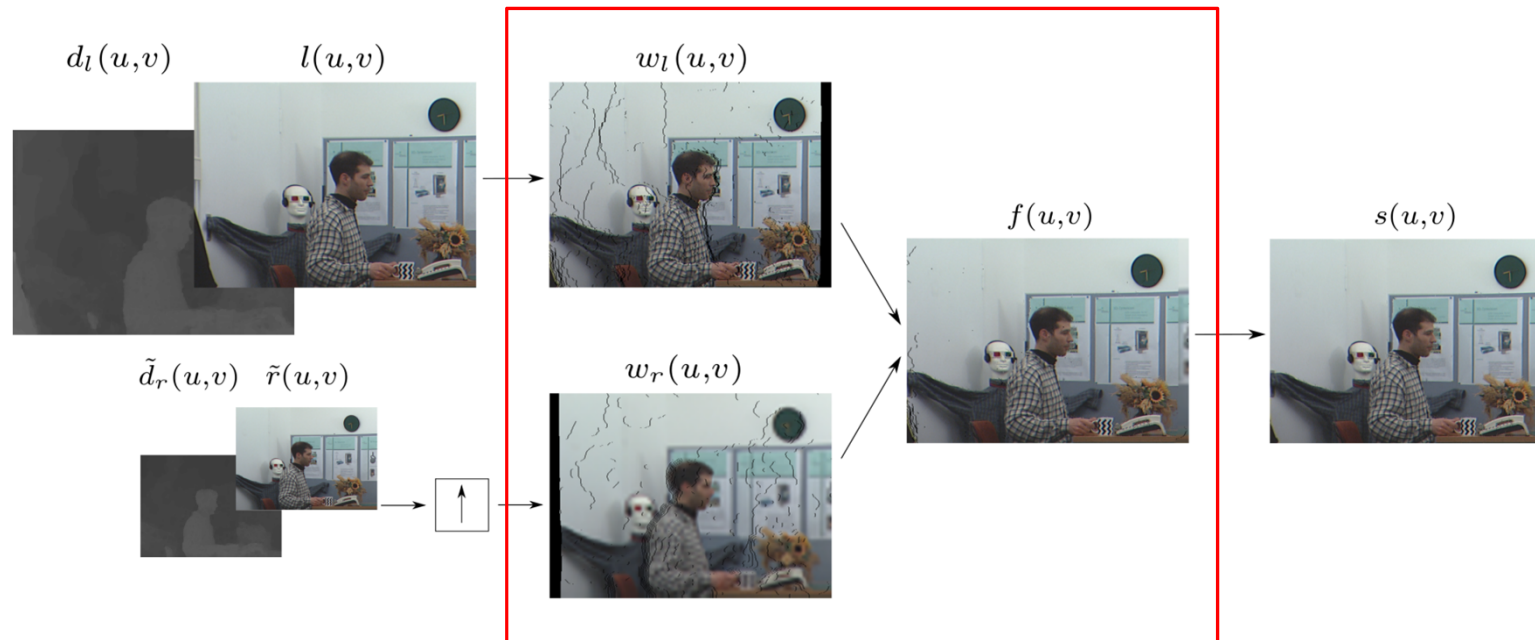 d_l(u,v)
l(u,v)
w_l(u,v)
f(u,v)
s(u,v)
d̃_r(u,v)
r̃(u,v)
w_r(u,v)